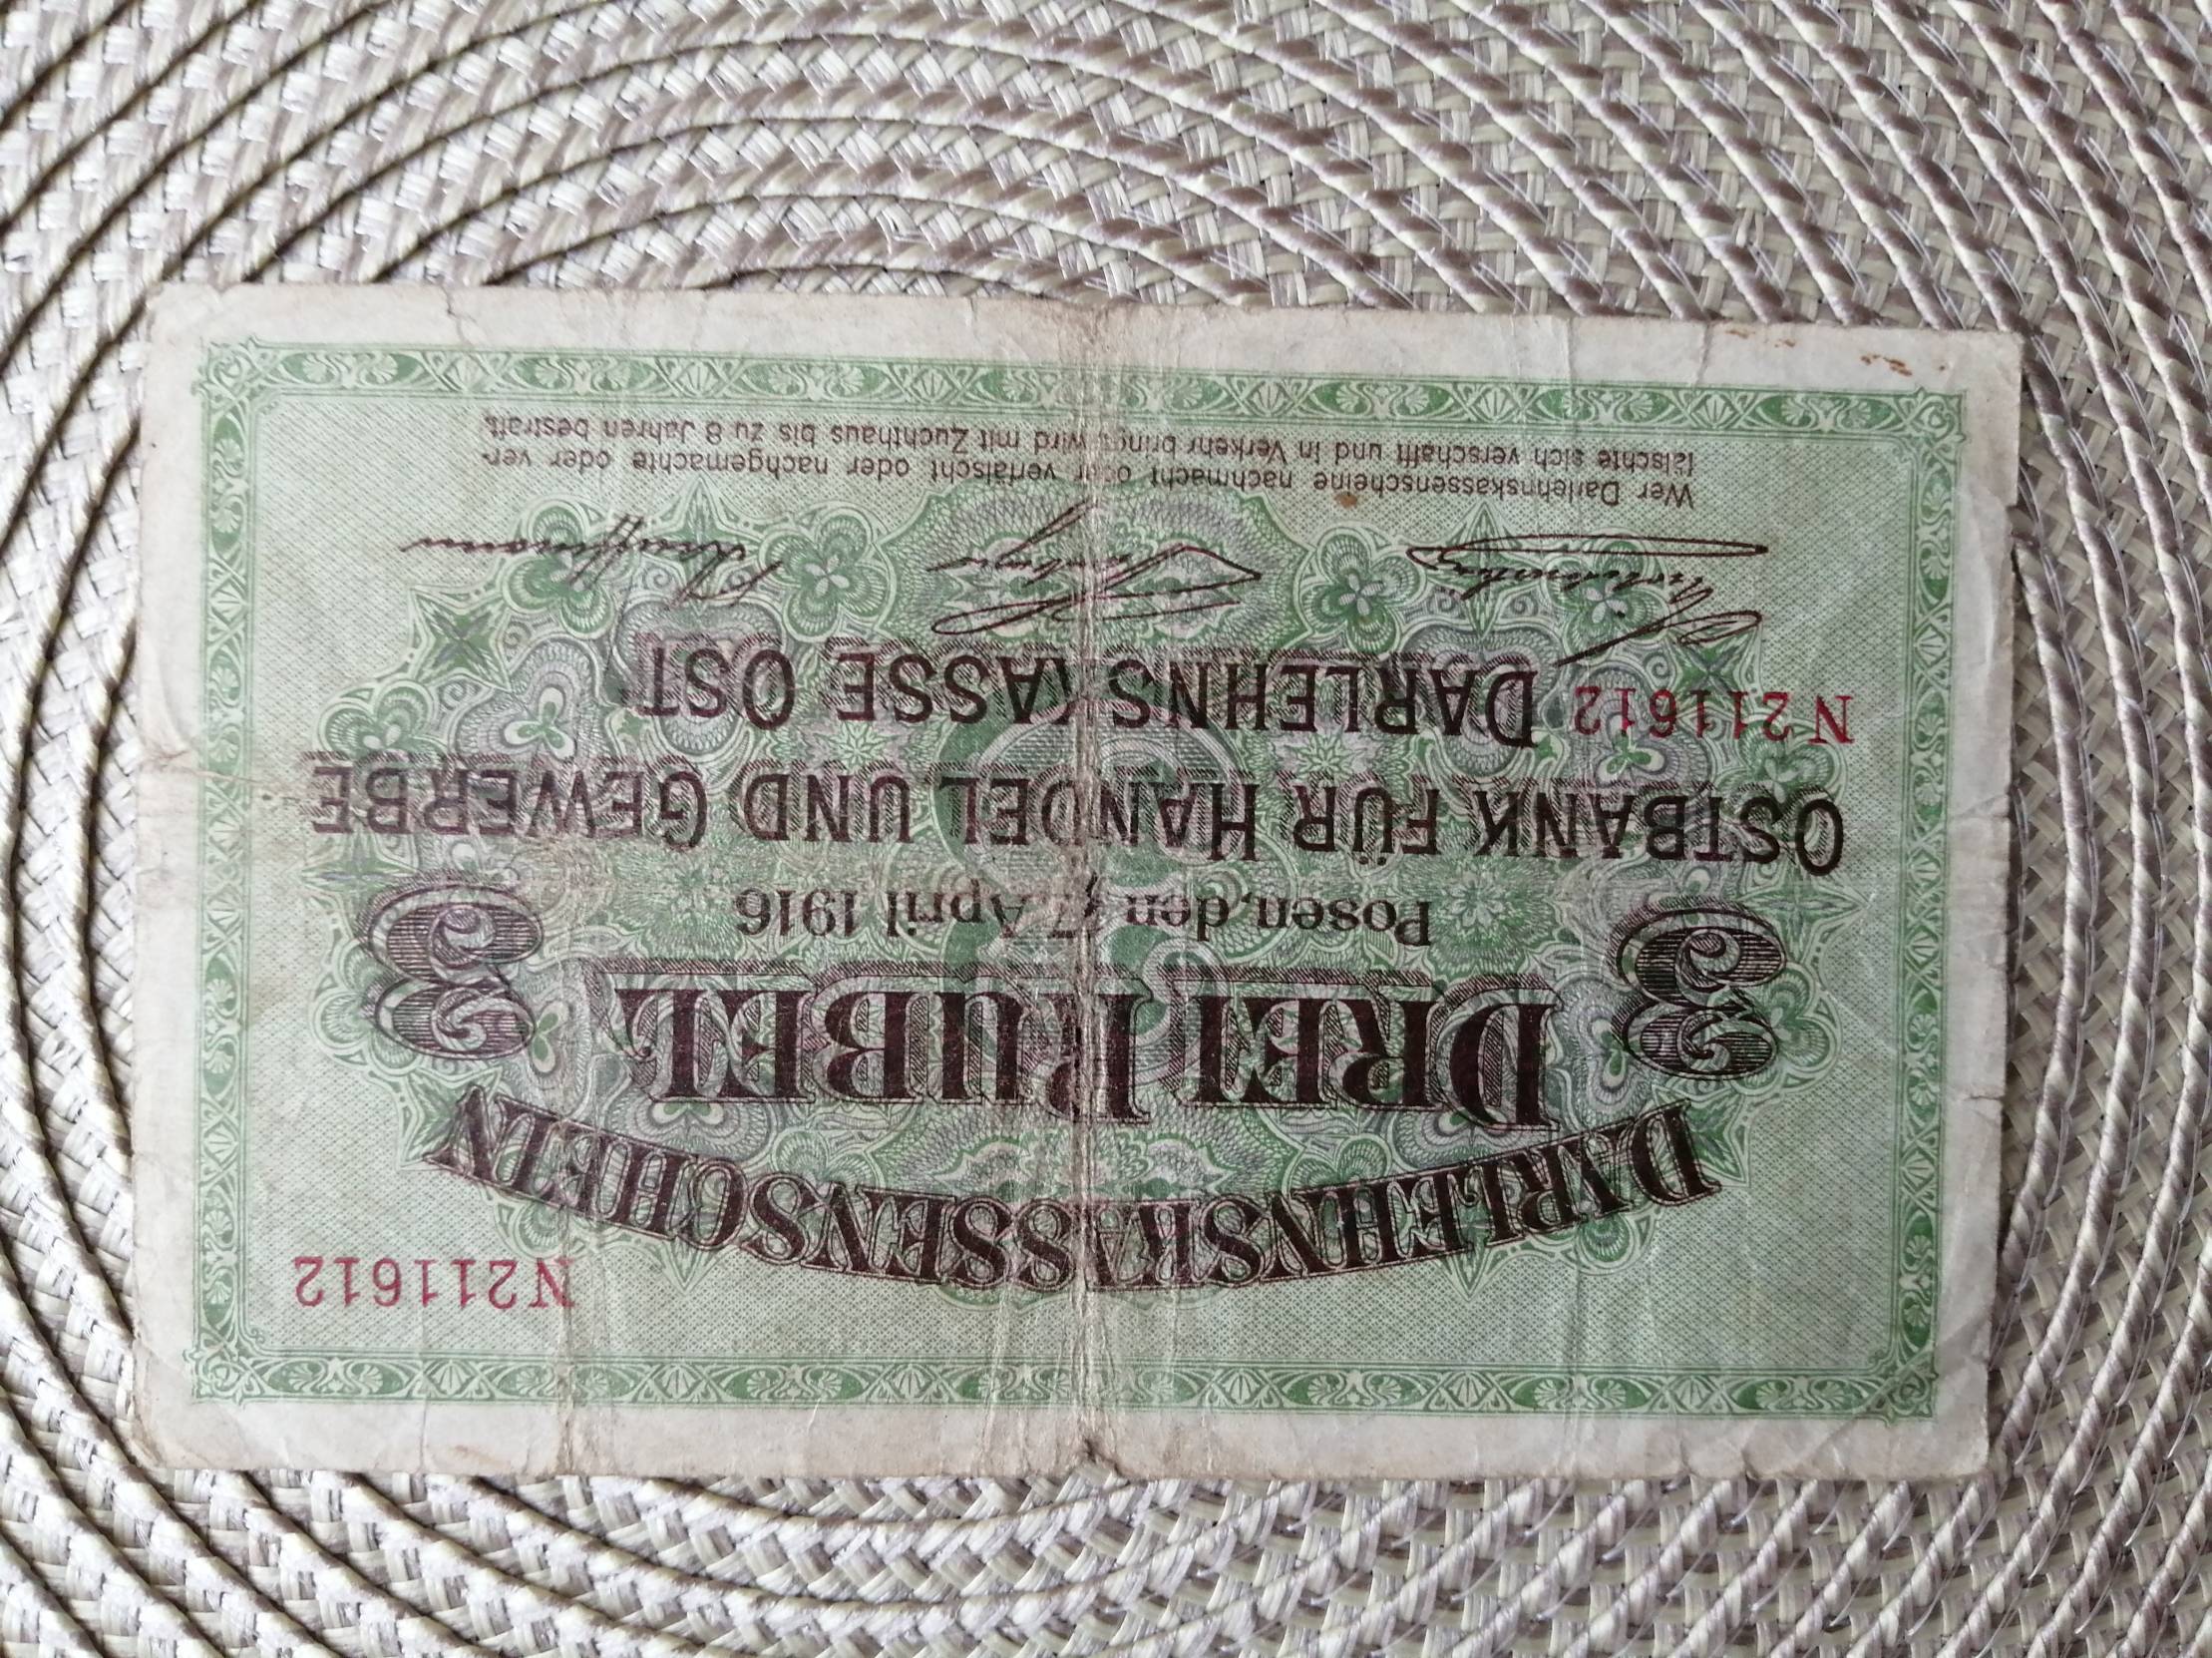 N211612
DARLEHNSKASSENSCHEIN
3 DREI RUBEL 3
Posen, den 17. April 1916
OSTBANK FÜR HANDEL UND GEWERBE
N211612 DARLEHNSKASSE OST
Kauffmann
Wer Darlehnskassenscheine nachmacht oder verfälscht oder nachgemachte oder ver-
fälschte sich verschafft und in Verkehr bringt, wird mit Zuchthaus bis zu 8 Jahren bestraft.